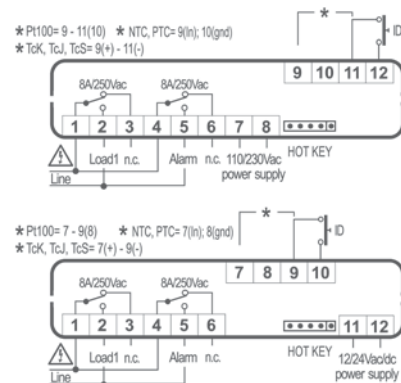 * Pt100= 9 - 11(10) * NTC, PTC= 9(In); 10(gnd)
* TcK, TcJ, TcS= 9(+) - 11(-)
*
ID
9 10 11 12
8A/250Vac 8A/250Vac
1 2 3 4 5 6 7 8
HOT KEY
Load1 n.c. Alarm n.c. 110/230Vac
power supply
Line
* Pt100= 7 - 9(8) * NTC, PTC= 7(In); 8(gnd)
* TcK, TcJ, TcS= 7(+) - 9(-)
*
ID
7 8 9 10
8A/250Vac 8A/250Vac
1 2 3 4 5 6 11 12
HOT KEY
Load1 n.c. Alarm n.c. 12/24Vac/dc
power supply
Line